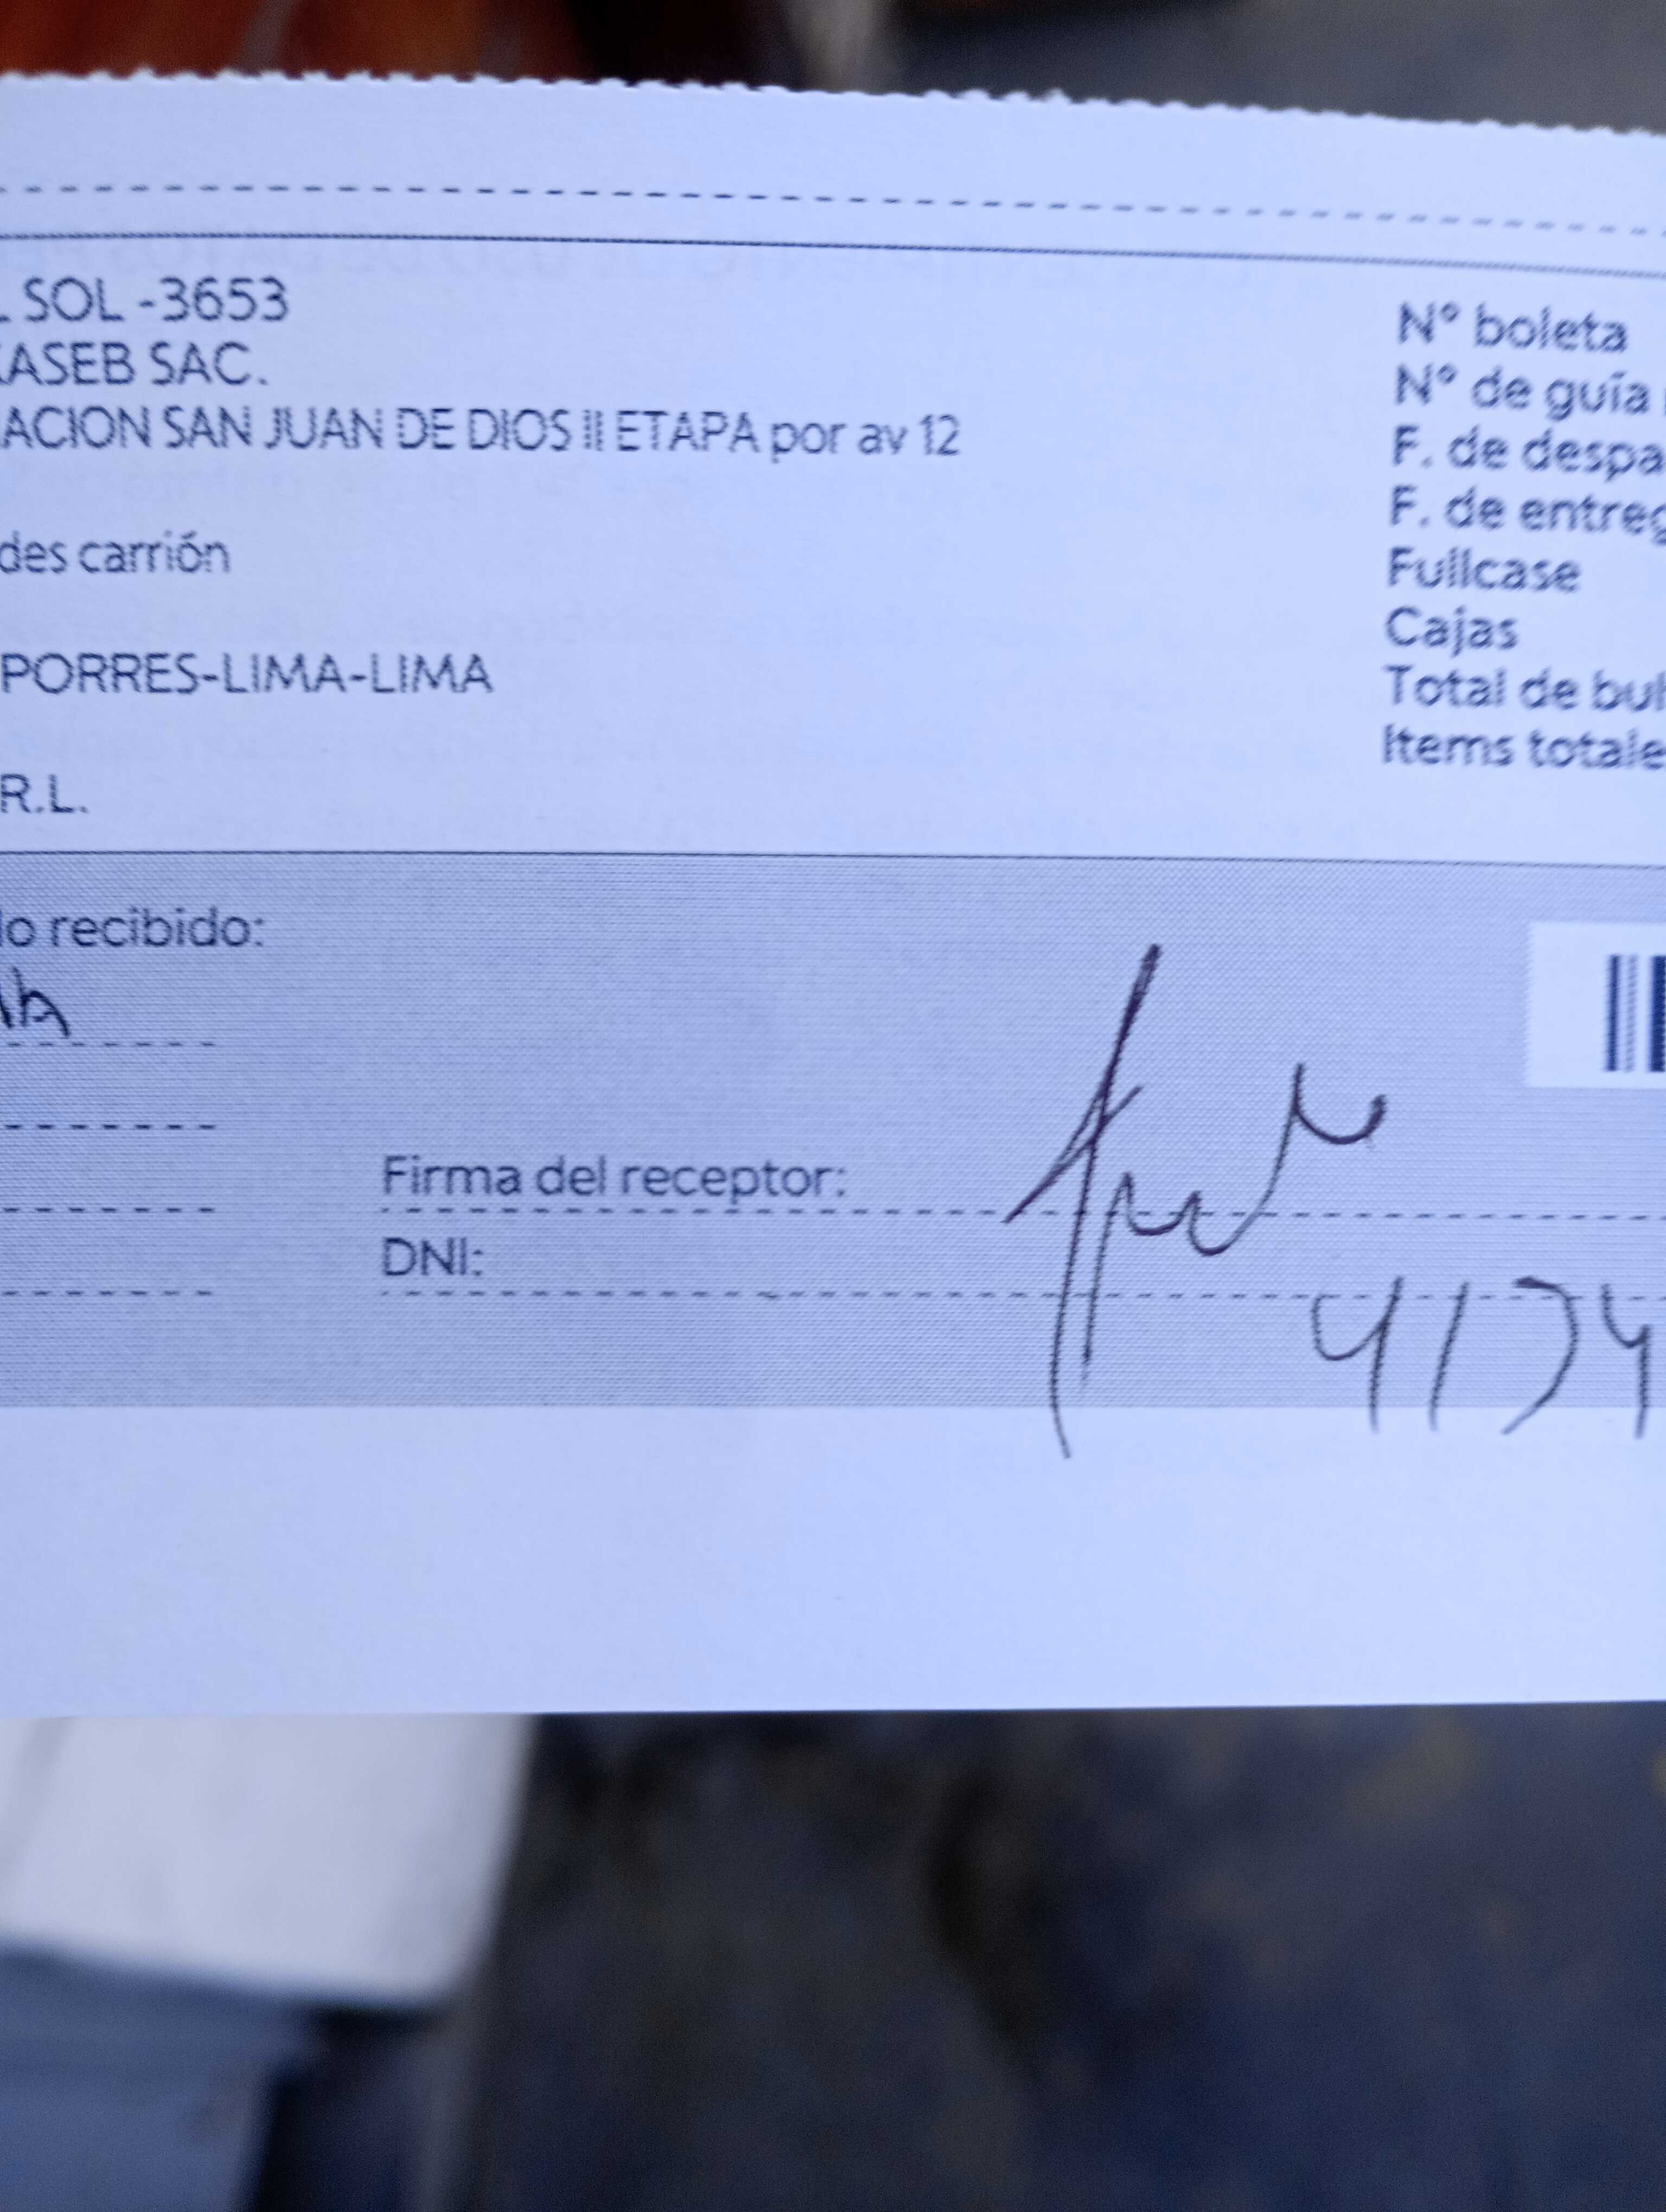 L SOL -3653
KASEB SAC.
ACION SAN JUAN DE DIOS II ETAPA por av 12
des carrión
PORRES-LIMA-LIMA
R.L.
N° boleta
N° de guía
F. de despa
F. de entreg
Fullcase
Cajas
Total de bul
Items totale
lo recibido:
Firma del receptor:
DNI: 4174